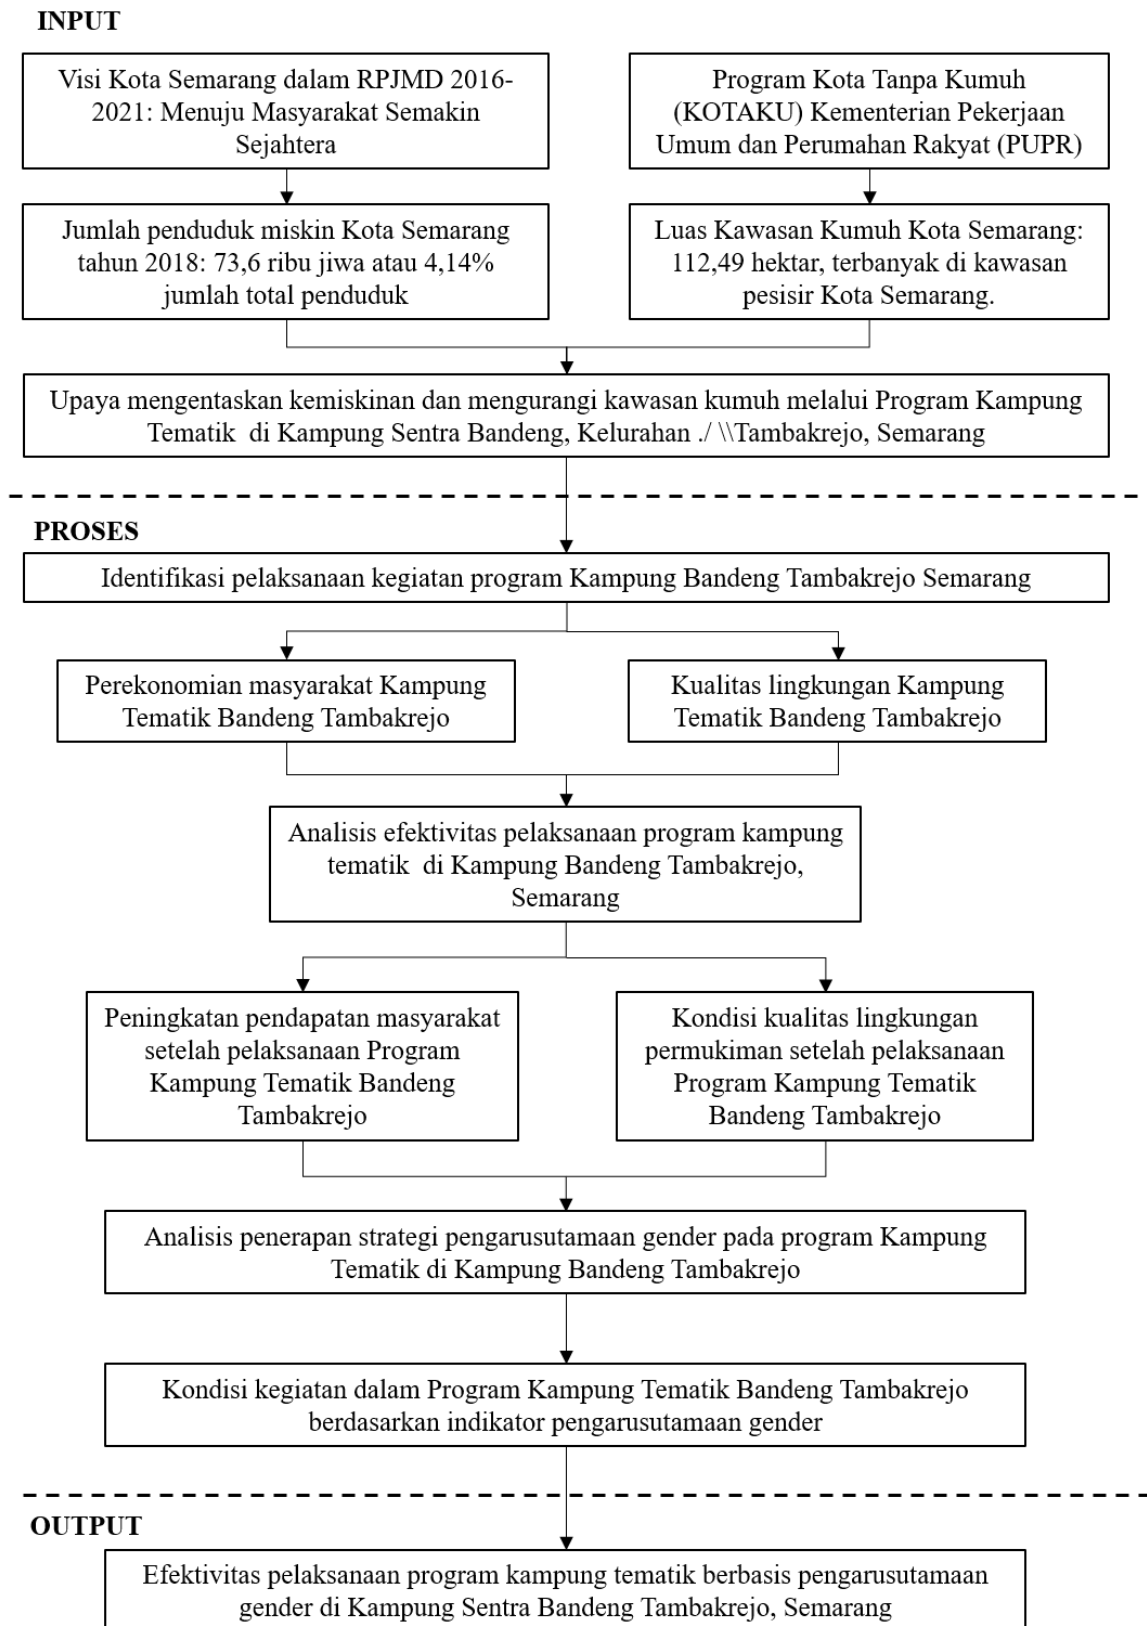 INPUT
Visi Kota Semarang dalam RPJMD 2016-
2021: Menuju Masyarakat Semakin
Sejahtera
Program Kota Tanpa Kumuh
(KOTAKU) Kementerian Pekerjaan
Umum dan Perumahan Rakyat (PUPR)
Jumlah penduduk miskin Kota Semarang
tahun 2018: 73,6 ribu jiwa atau 4,14%
jumlah total penduduk
Luas Kawasan Kumuh Kota Semarang:
112,49 hektar, terbanyak di kawasan
pesisir Kota Semarang.
Upaya mengentaskan kemiskinan dan mengurangi kawasan kumuh melalui Program Kampung
Tematik  di Kampung Sentra Bandeng, Kelurahan ./ \\Tambakrejo, Semarang
PROSES
Identifikasi pelaksanaan kegiatan program Kampung Bandeng Tambakrejo Semarang
Perekonomian masyarakat Kampung
Tematik Bandeng Tambakrejo
Kualitas lingkungan Kampung
Tematik Bandeng Tambakrejo
Analisis efektivitas pelaksanaan program kampung
tematik  di Kampung Bandeng Tambakrejo,
Semarang
Peningkatan pendapatan masyarakat
setelah pelaksanaan Program
Kampung Tematik Bandeng
Tambakrejo
Kondisi kualitas lingkungan
permukiman setelah pelaksanaan
Program Kampung Tematik
Bandeng Tambakrejo
Analisis penerapan strategi pengarusutamaan gender pada program Kampung
Tematik di Kampung Bandeng Tambakrejo
Kondisi kegiatan dalam Program Kampung Tematik Bandeng Tambakrejo
berdasarkan indikator pengarusutamaan gender
OUTPUT
Efektivitas pelaksanaan program kampung tematik berbasis pengarusutamaan
gender di Kampung Sentra Bandeng Tambakrejo, Semarang